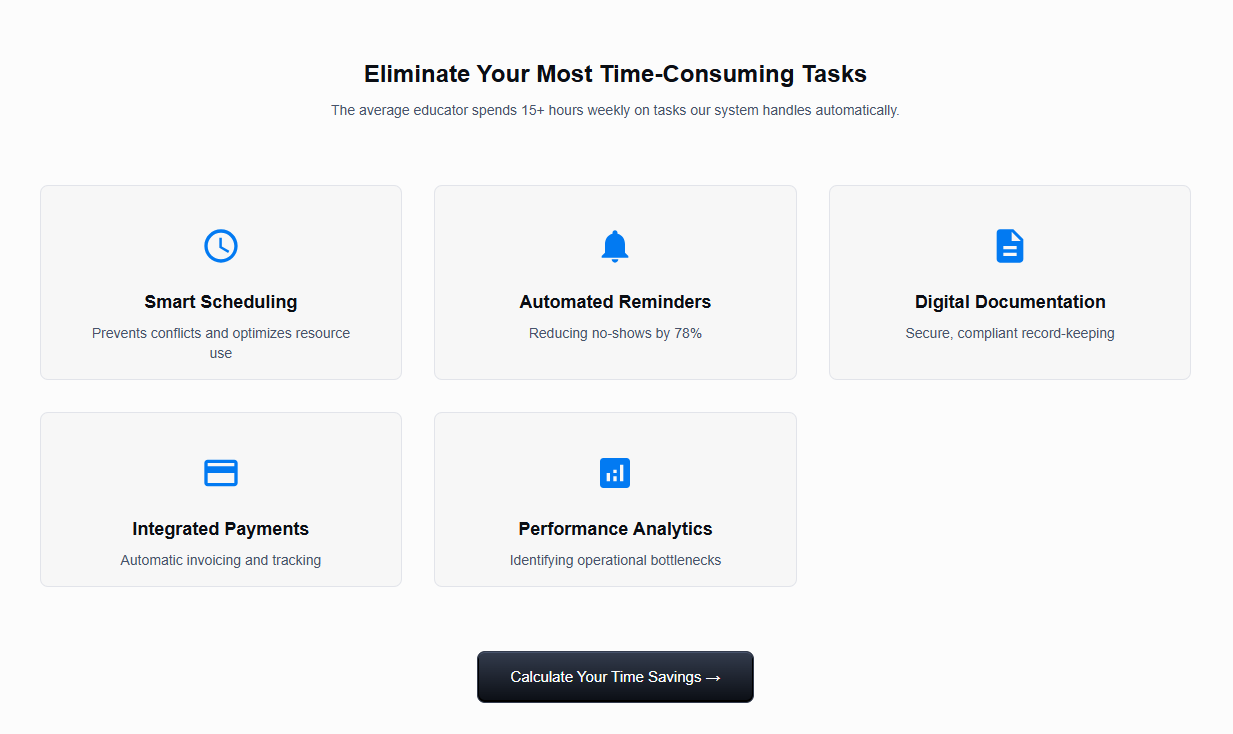 Eliminate Your Most Time-Consuming Tasks
The average educator spends 15+ hours weekly on tasks our system handles automatically.
Smart Scheduling
Prevents conflicts and optimizes resource
use
Automated Reminders
Reducing no-shows by 78%
Digital Documentation
Secure, compliant record-keeping
Integrated Payments
Automatic invoicing and tracking
Performance Analytics
Identifying operational bottlenecks
Calculate Your Time Savings →